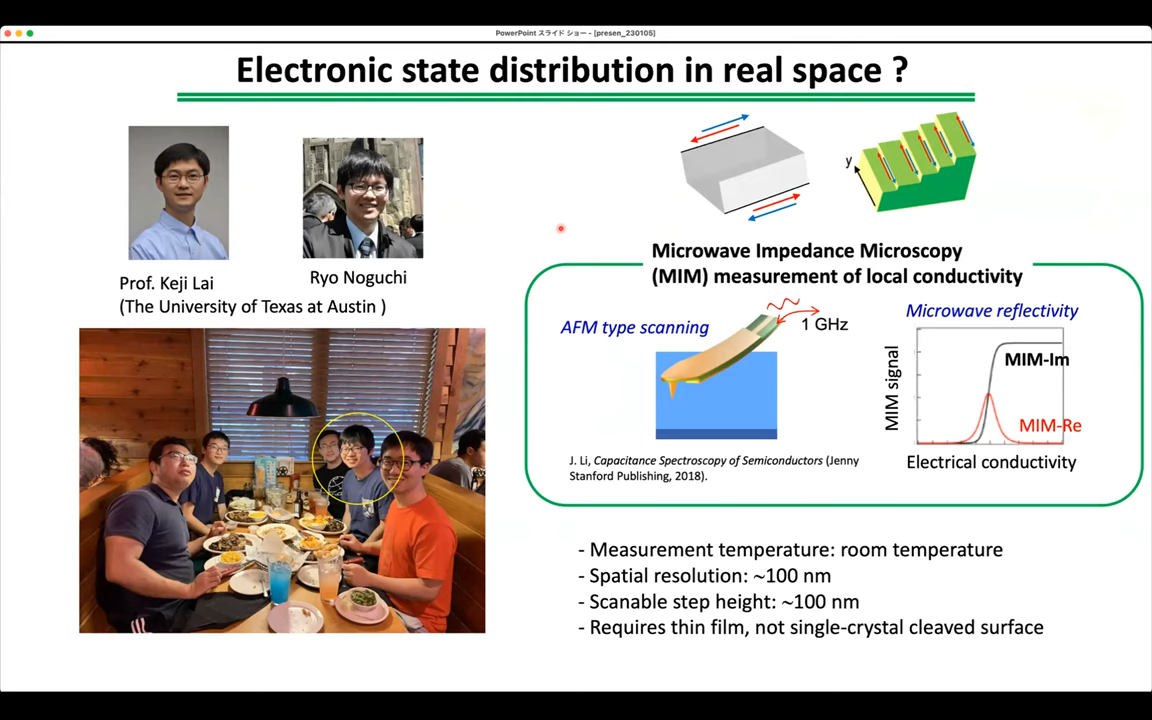 PowerPoint スライド ショー - [presen_230105]
Electronic state distribution in real space ?
Prof. Keji Lai
(The University of Texas at Austin )
Ryo Noguchi
y
Microwave Impedance Microscopy
(MIM) measurement of local conductivity
AFM type scanning
1 GHz
J. Li, Capacitance Spectroscopy of Semiconductors (Jenny
Stanford Publishing, 2018).
Microwave reflectivity
MIM signal
MIM-Im
MIM-Re
Electrical conductivity
- Measurement temperature: room temperature
- Spatial resolution: ~100 nm
- Scanable step height: ~100 nm
- Requires thin film, not single-crystal cleaved surface